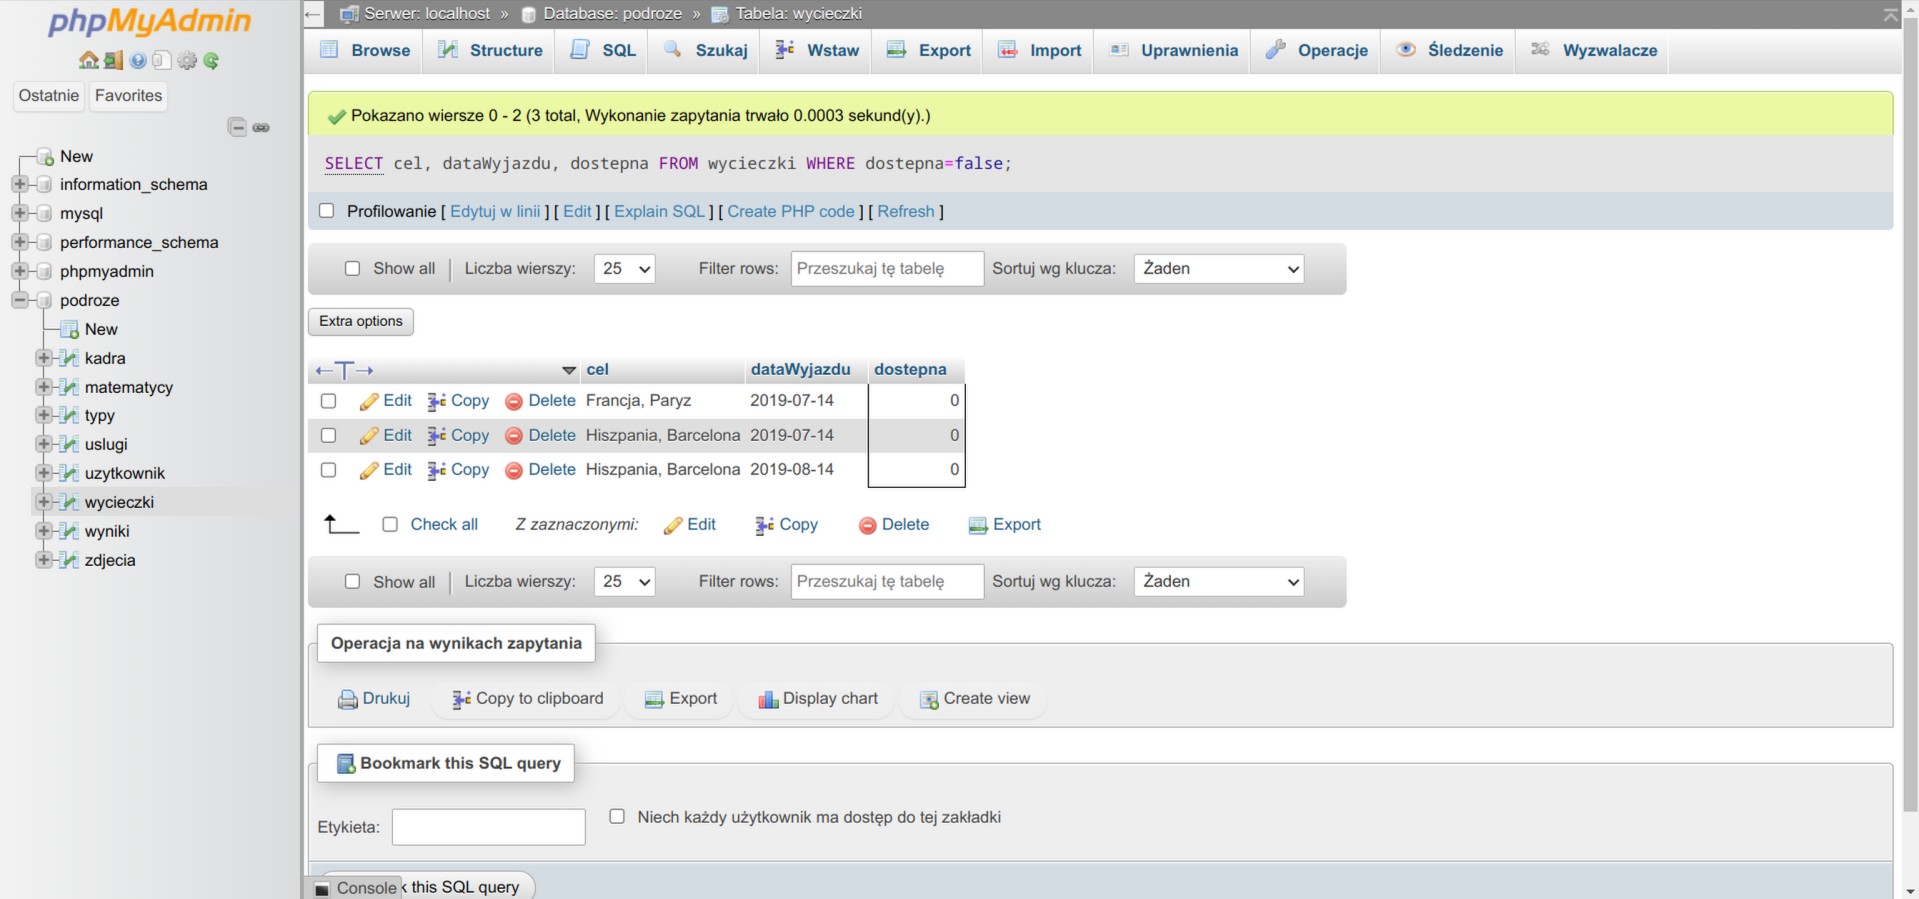 phpMyAdmin
Ostatnie Favorites
New
information_schema
mysql
performance_schema
phpmyadmin
podroze
New
kadra
matematycy
typy
uslugi
uzytkownik
wycieczki
wyniki
zdjecia
Serwer: localhost » Database: podroze » Tabela: wycieczki
Browse Structure SQL Szukaj Wstaw Export Import Uprawnienia Operacje Śledzenie Wyzwalacze
Pokazano wiersze 0 - 2 (3 total, Wykonanie zapytania trwało 0.0003 sekund(y).)
SELECT cel, dataWyjazdu, dostepna FROM wycieczki WHERE dostepna=false;
Profilowanie [ Edytuj w linii ] [ Edit ] [ Explain SQL ] [ Create PHP code ] [ Refresh ]
Show all Liczba wierszy: 25 Filter rows: Przeszukaj tę tabelę Sortuj wg klucza: Żaden
Extra options
←T→ cel dataWyjazdu dostepna
Edit Copy Delete Francja, Paryz 2019-07-14 0
Edit Copy Delete Hiszpania, Barcelona 2019-07-14 0
Edit Copy Delete Hiszpania, Barcelona 2019-08-14 0
Check all Z zaznaczonymi: Edit Copy Delete Export
Show all Liczba wierszy: 25 Filter rows: Przeszukaj tę tabelę Sortuj wg klucza: Żaden
Operacja na wynikach zapytania
Drukuj Copy to clipboard Export Display chart Create view
Bookmark this SQL query
Etykieta: Niech każdy użytkownik ma dostęp do tej zakładki
Console k this SQL query